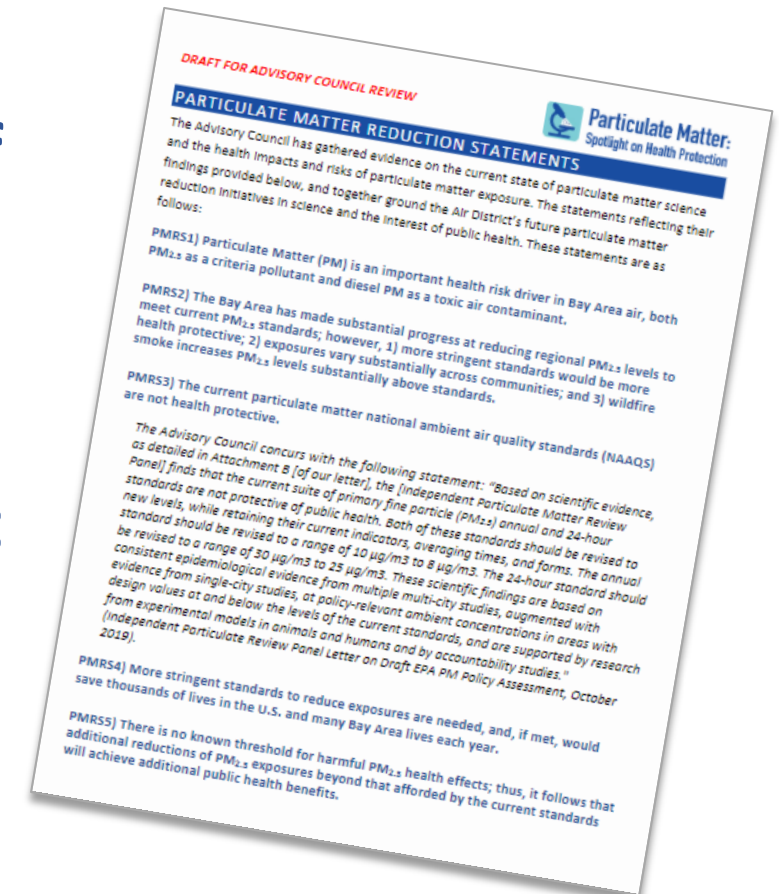 DRAFT FOR ADVISORY COUNCIL REVIEW
Particulate Matter:
Spotlight on Health Protection
PARTICULATE MATTER REDUCTION STATEMENTS
The Advisory Council has gathered evidence on the current state of particulate matter science
and the health impacts and risks of particulate matter exposure. The statements reflecting their
findings provided below, and together ground the Air District's future particulate matter
reduction initiatives in science and the interest of public health. These statements are as
follows:
PMRS1) Particulate Matter (PM) is an important health risk driver in Bay Area air, both
PM₂.₅ as a criteria pollutant and diesel PM as a toxic air contaminant.
PMRS2) The Bay Area has made substantial progress at reducing regional PM₂.₅ levels to
meet current PM₂.₅ standards; however, 1) more stringent standards would be more
health protective; 2) exposures vary substantially across communities; and 3) wildfire
smoke increases PM₂.₅ levels substantially above standards.
PMRS3) The current particulate matter national ambient air quality standards (NAAQS)
are not health protective.
The Advisory Council concurs with the following statement: "Based on scientific evidence,
as detailed in Attachment B [of our letter], the [Independent Particulate Matter Review
Panel] finds that the current suite of primary fine particle (PM₂.₅) annual and 24-hour
standards are not protective of public health. Both of these standards should be revised to
new levels, while retaining their current indicators, averaging times, and forms. The annual
standard should be revised to a range of 10 µg/m3 to 8 µg/m3. The 24-hour standard should
be revised to a range of 30 µg/m3 to 25 µg/m3. These scientific findings are based on
consistent epidemiological evidence from multiple multi-city studies, augmented with
evidence from single-city studies, at policy-relevant ambient concentrations in areas with
design values at and below the levels of the current standards, and are supported by research
from experimental models in animals and humans and by accountability studies."
(Independent Particulate Review Panel Letter on Draft EPA PM Policy Assessment, October
2019).
PMRS4) More stringent standards to reduce exposures are needed, and, if met, would
save thousands of lives in the U.S. and many Bay Area lives each year.
PMRS5) There is no known threshold for harmful PM₂.₅ health effects; thus, it follows that
additional reductions of PM₂.₅ exposures beyond that afforded by the current standards
will achieve additional public health benefits.